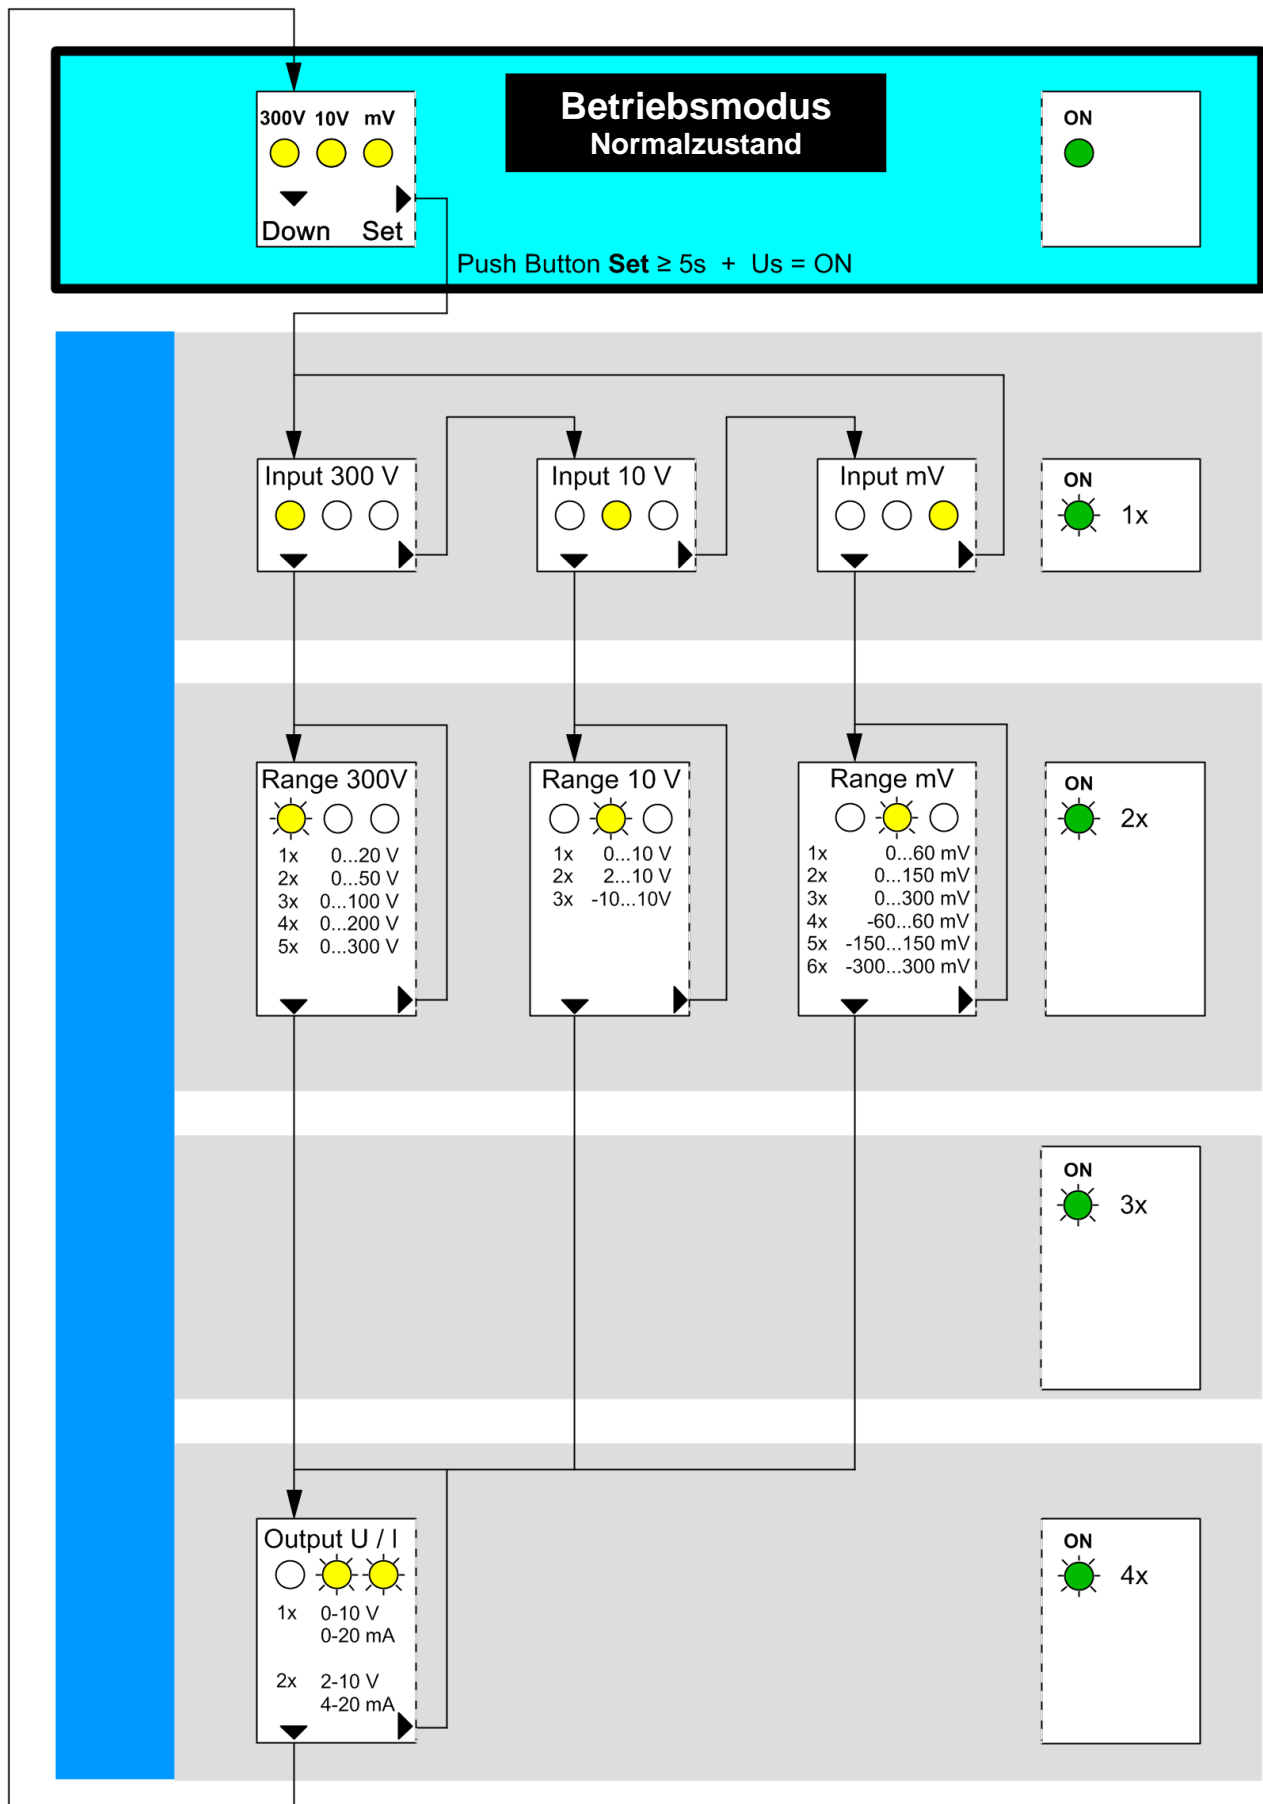 Betriebsmodus
Normalzustand
300V 10V mV
ON
Down Set
Push Button Set ≥ 5s + Us = ON
Input 300 V
Input 10 V
Input mV
ON
1x
Range 300V
1x 0...20 V
2x 0...50 V
3x 0...100 V
4x 0...200 V
5x 0...300 V
Range 10 V
1x 0...10 V
2x 2...10 V
3x -10...10V
Range mV
1x 0...60 mV
2x 0...150 mV
3x 0...300 mV
4x -60...60 mV
5x -150...150 mV
6x -300...300 mV
ON
2x
ON
3x
Output U / I
1x 0-10 V
0-20 mA
2x 2-10 V
4-20 mA
ON
4x